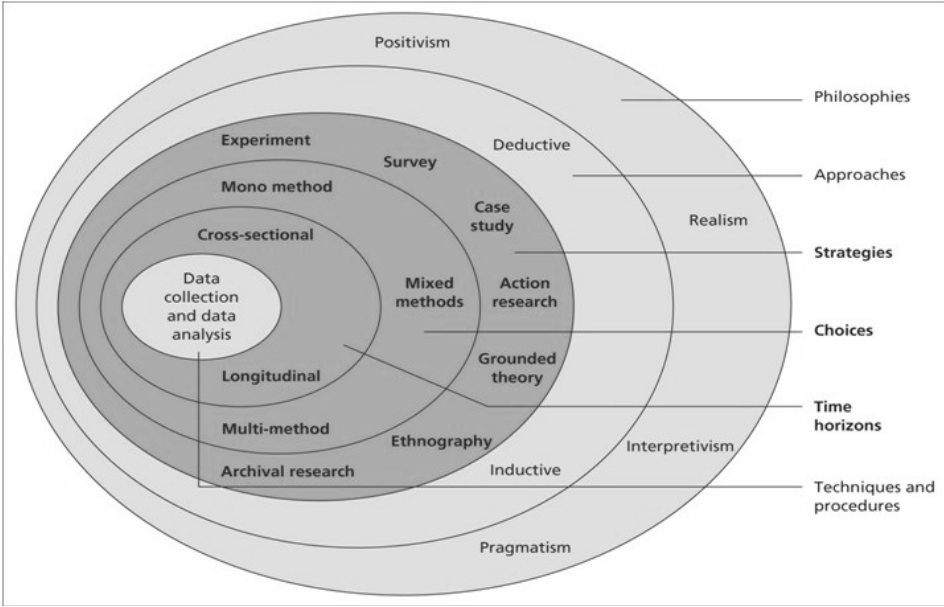 Positivism
Philosophies
Experiment
Deductive
Survey
Approaches
Mono method
Case
study
Realism
Cross-sectional
Strategies
Data
collection
and data
analysis
Mixed
methods
Action
research
Choices
Longitudinal
Grounded
theory
Time
horizons
Multi-method
Ethnography
Interpretivism
Archival research
Inductive
Techniques and
procedures
Pragmatism